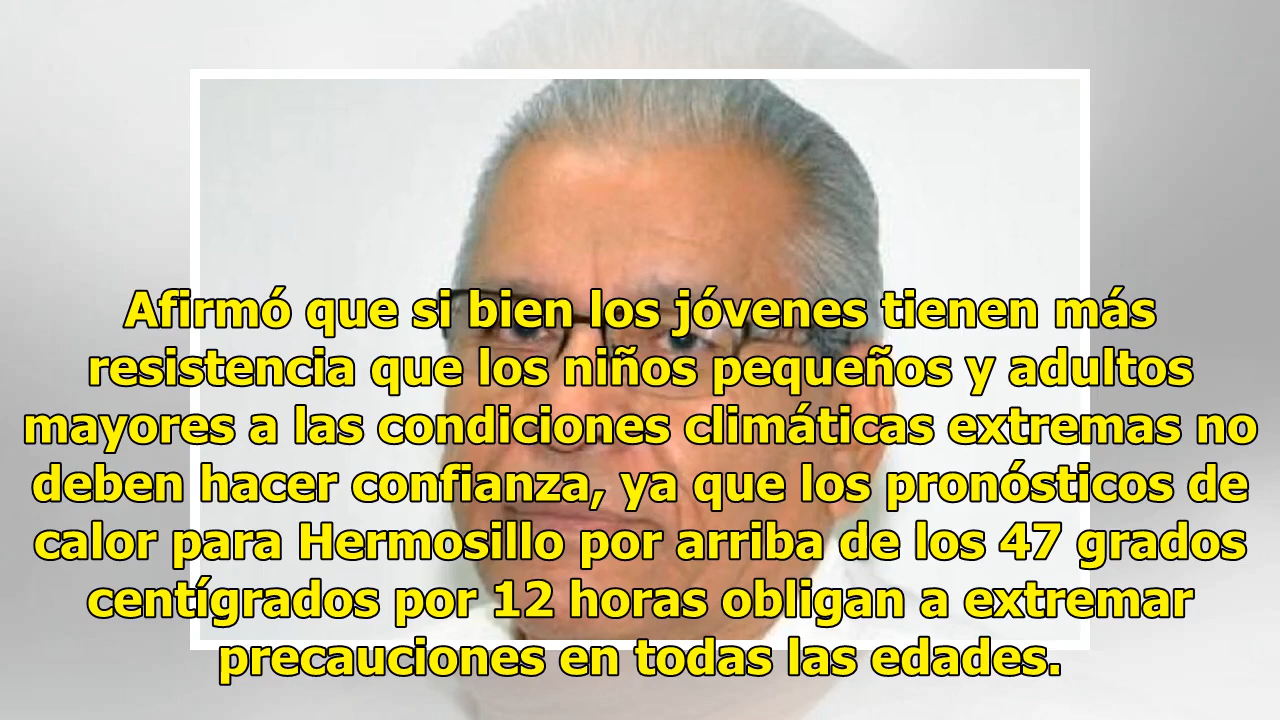 Afirmó que si bien los jóvenes tienen más
resistencia que los niños pequeños y adultos
mayores a las condiciones climáticas extremas no
deben hacer confianza, ya que los pronósticos de
calor para Hermosillo por arriba de los 47 grados
centígrados por 12 horas obligan a extremar
precauciones en todas las edades.